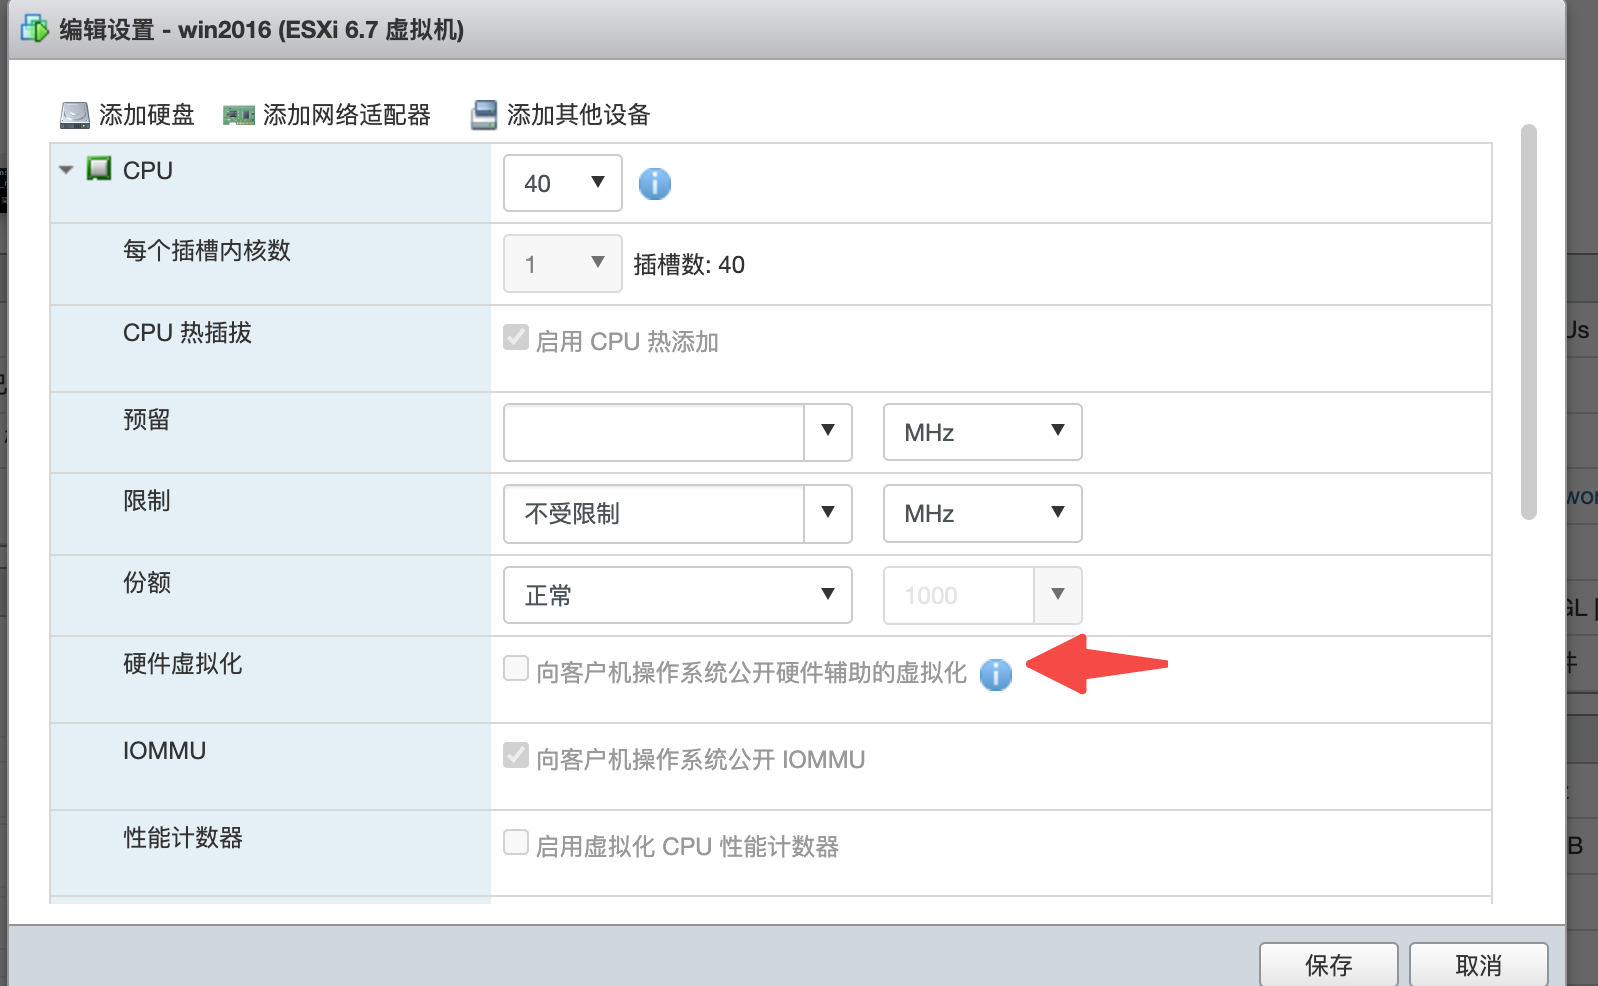 编辑设置 - win2016 (ESXi 6.7 虚拟机)
添加硬盘 添加网络适配器 添加其他设备
CPU 40
每个插槽内核数 1 插槽数: 40
CPU 热插拔 启用 CPU 热添加
预留 MHz
限制 不受限制 MHz
份额 正常 1000
硬件虚拟化 向客户机操作系统公开硬件辅助的虚拟化
IOMMU 向客户机操作系统公开 IOMMU
性能计数器 启用虚拟化 CPU 性能计数器
保存 取消